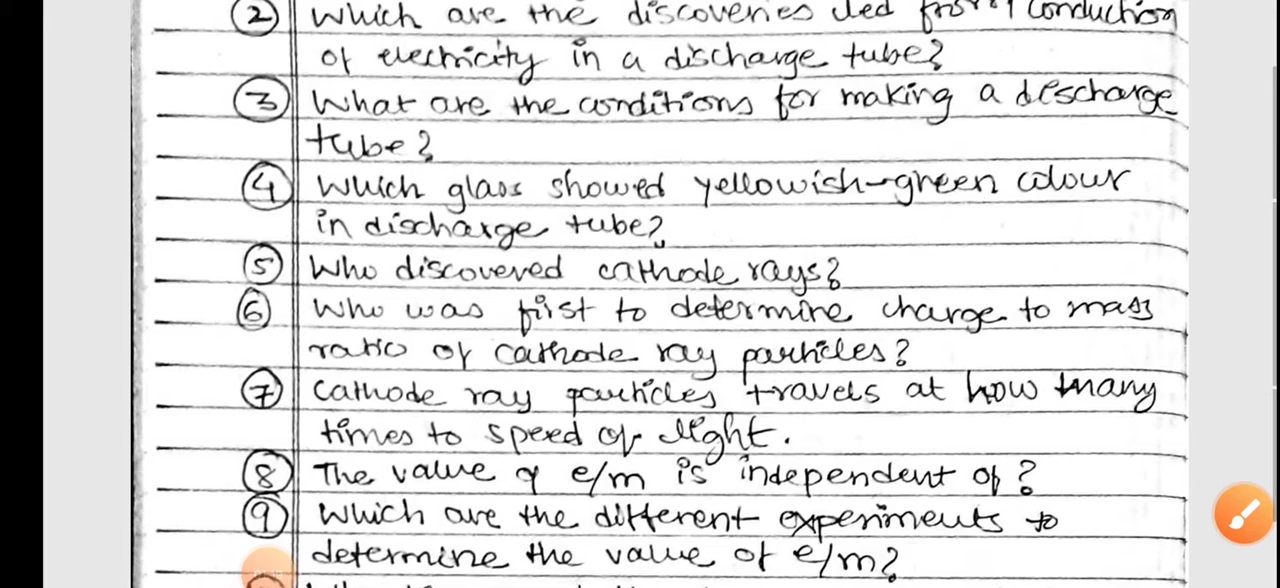 ② Which are the discoveries led from conduction
of electricity in a discharge tube?
③ What are the conditions for making a discharge
tube?
④ Which glass showed yellowish-green colour
in discharge tube?
⑤ Who discovered cathode rays?
⑥ Who was first to determine charge to mass
ratio of cathode ray particles?
⑦ Cathode ray particles travels at how many
times to speed of light.
⑧ The value of e/m is independent of?
⑨ Which are the different experiments to
determine the value of e/m?